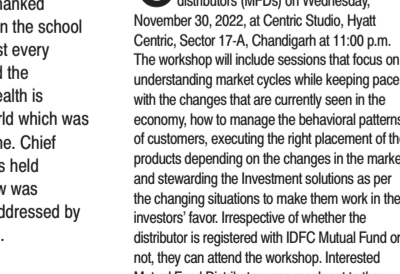 hanked
n the school
st every
d the
ealth is
rld which was
ne. Chief
s held
w was
ddressed by
.
distributors (MFDs) on Wednesday,
November 30, 2022, at Centric Studio, Hyatt
Centric, Sector 17-A, Chandigarh at 11:00 p.m.
The workshop will include sessions that focus on
understanding market cycles while keeping pace
with the changes that are currently seen in the
economy, how to manage the behavioral patterns
of customers, executing the right placement of the
products depending on the changes in the market
and stewarding the Investment solutions as per
the changing situations to make them work in the
investors' favor. Irrespective of whether the
distributor is registered with IDFC Mutual Fund or
not, they can attend the workshop. Interested